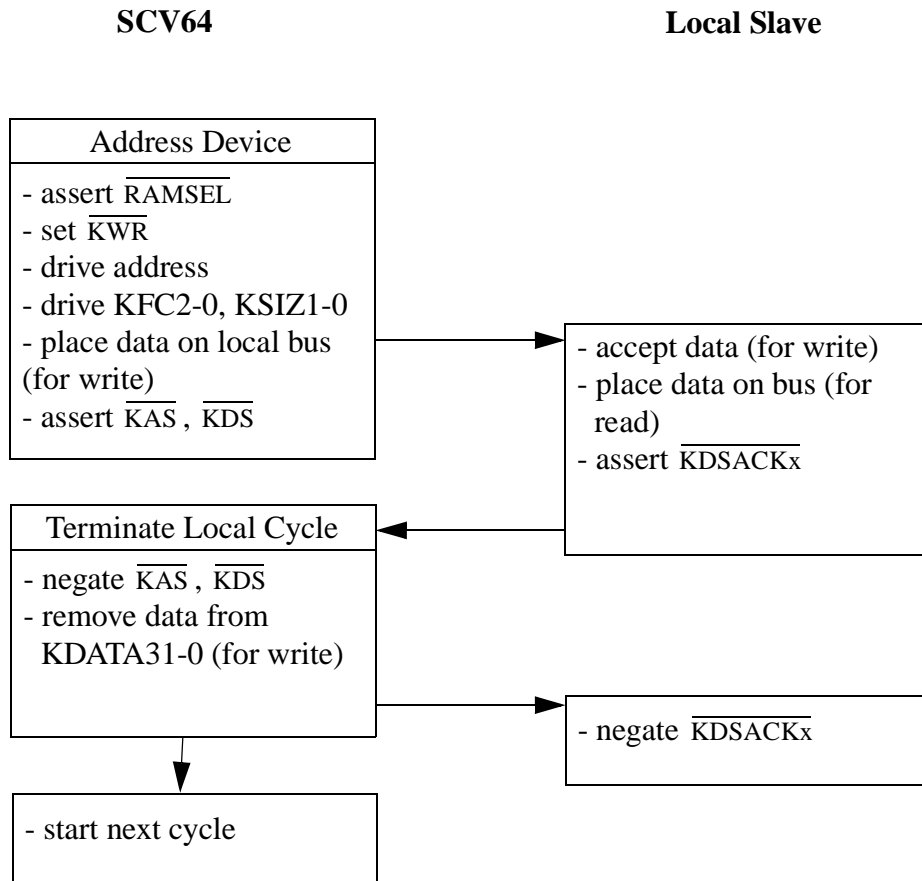 SCV64
Local Slave
Address Device
- assert RAMSEL
- set KWR
- drive address
- drive KFC2-0, KSIZ1-0
- place data on local bus
(for write)
- assert KAS , KDS
- accept data (for write)
- place data on bus (for
read)
- assert KDSACKx
Terminate Local Cycle
- negate KAS , KDS
- remove data from
KDATA31-0 (for write)
- negate KDSACKx
- start next cycle